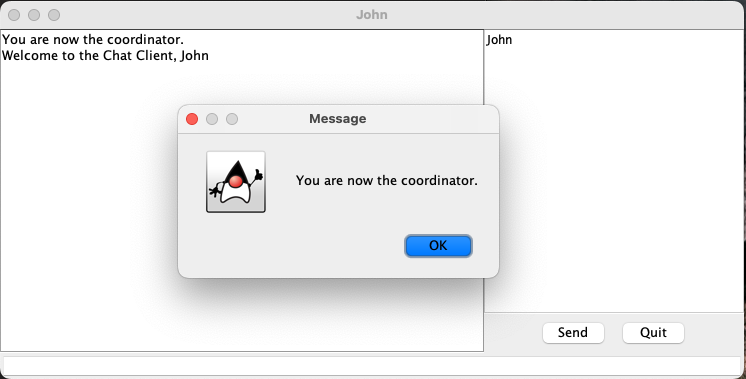 John
You are now the coordinator.
Welcome to the Chat Client, John
John
Message
You are now the coordinator.
OK
Send
Quit